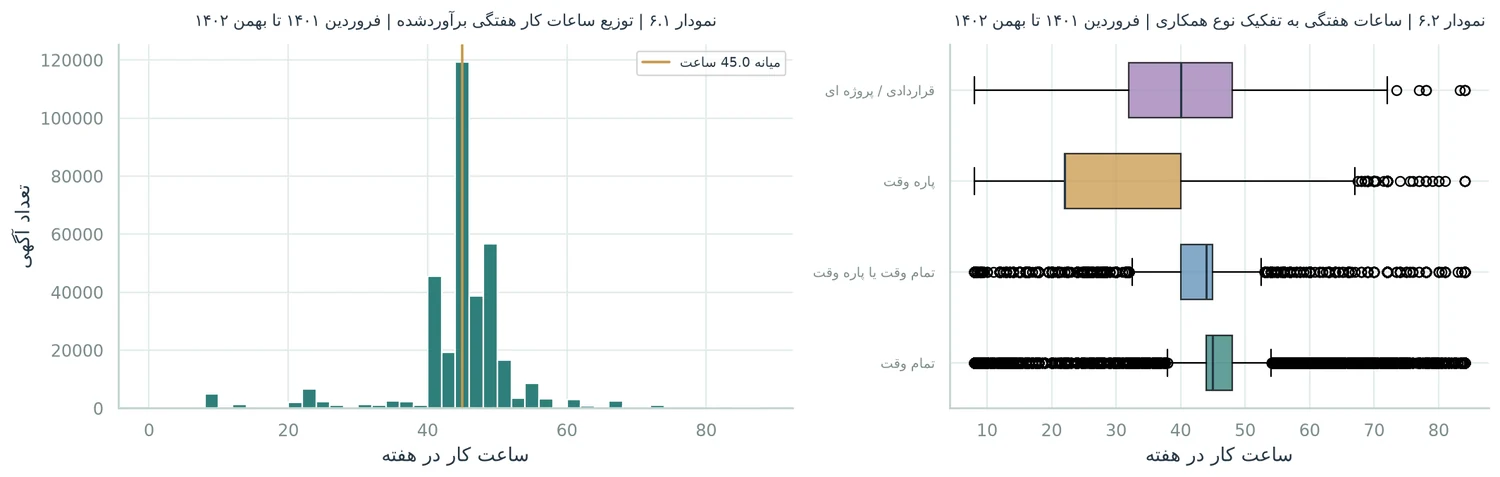 نمودار ۶.۱ | توزیع ساعات کار هفتگی برآوردشده | فروردین ۱۴۰۱ تا بهمن ۱۴۰۲
میانه 45.0 ساعت
تعداد آگهی
120000
100000
80000
60000
40000
20000
0
0 20 40 60 80
ساعت کار در هفته
نمودار ۶.۲ | ساعات هفتگی به تفکیک نوع همکاری | فروردین ۱۴۰۱ تا بهمن ۱۴۰۲
قراردادی / پروژه ای
پاره وقت
تمام وقت یا پاره وقت
تمام وقت
10 20 30 40 50 60 70 80
ساعت کار در هفته